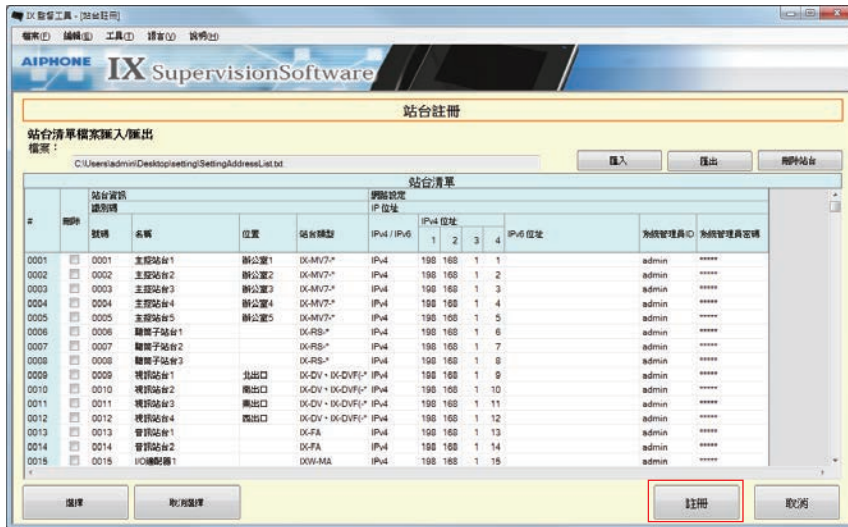 IX 監督工具 - [站台註冊]
檔案(F) 編輯(E) 工具(T) 語言(V) 說明(H)
AIPHONE IX SupervisionSoftware
站台註冊
站台清單檔案匯入/匯出
檔案：
C:\Users\admin\Desktop\setting\SettingAddressList.txt 匯入 匯出 刪除站台
站台清單
站台資訊 網路設定
識別碼 IP 位址
# 刪除 號碼 名稱 位置 站台類型 IPv4 / IPv6 IPv4 位址 IPv6 位址 系統管理員ID 系統管理員密碼
1 2 3 4
0001 0001 主控站台1 辦公室1 IX-MV7-* IPv4 198 168 1 1 admin *****
0002 0002 主控站台2 辦公室2 IX-MV7-* IPv4 198 168 1 2 admin *****
0003 0003 主控站台3 辦公室3 IX-MV7-* IPv4 198 168 1 3 admin *****
0004 0004 主控站台4 辦公室4 IX-MV7-* IPv4 198 168 1 4 admin *****
0005 0005 主控站台5 辦公室5 IX-MV7-* IPv4 198 168 1 5 admin *****
0006 0006 聽筒子站台1 IX-RS-* IPv4 198 168 1 6 admin *****
0007 0007 聽筒子站台2 IX-RS-* IPv4 198 168 1 7 admin *****
0008 0008 聽筒子站台3 IX-RS-* IPv4 198 168 1 8 admin *****
0009 0009 視訊站台1 北出口 IX-DV、IX-DVF(-* IPv4 198 168 1 9 admin *****
0010 0010 視訊站台2 南出口 IX-DV、IX-DVF(-* IPv4 198 168 1 10 admin *****
0011 0011 視訊站台3 東出口 IX-DV、IX-DVF(-* IPv4 198 168 1 11 admin *****
0012 0012 視訊站台4 西出口 IX-DV、IX-DVF(-* IPv4 198 168 1 12 admin *****
0013 0013 音訊站台1 IX-FA IPv4 198 168 1 13 admin *****
0014 0014 音訊站台2 IX-FA IPv4 198 168 1 14 admin *****
0015 0015 I/O適配器1 IXW-MA IPv4 198 168 1 15 admin *****
選擇 取消選擇 註冊 取消